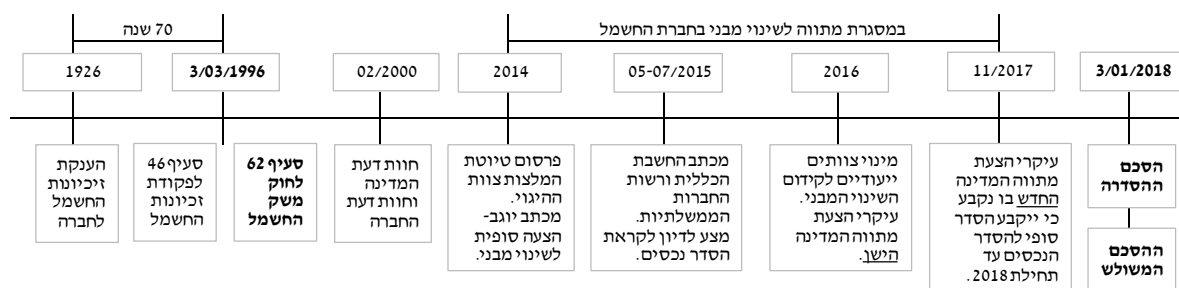 70 שנה
במסגרת מתווה לשינוי מבני בחברת החשמל
1926
3/03/1996
02/2000
2014
05-07/2015
2016
11/2017
3/01/2018
הענקת
זיכיונות
החשמל
לחברה
סעיף 46
לפקודת
זכיונות
החשמל
סעיף 62
לחוק
משק
החשמל
חוות דעת
המדינה
וחוות דעת
החברה
פרסום טיוטת
המלצות צוות
ההיגוי.
מכתב יוגב-
הצעה סופית
לשינוי מבני.
מכתב החשבת
הכללית ורשות
החברות
הממשלתיות.
מצע לדיון לקראת
הסדר נכסים.
מינוי צוותים
ייעודיים לקידום
השינוי המבני.
עיקרי הצעת
מתווה המדינה
הישן.
עיקרי הצעת
מתווה המדינה
החדש בו נקבע
כי ייקבע הסדר
סופי להסדר
הנכסים עד
תחילת 2018.
הסכם
ההסדרה
ההסכם
המשולש